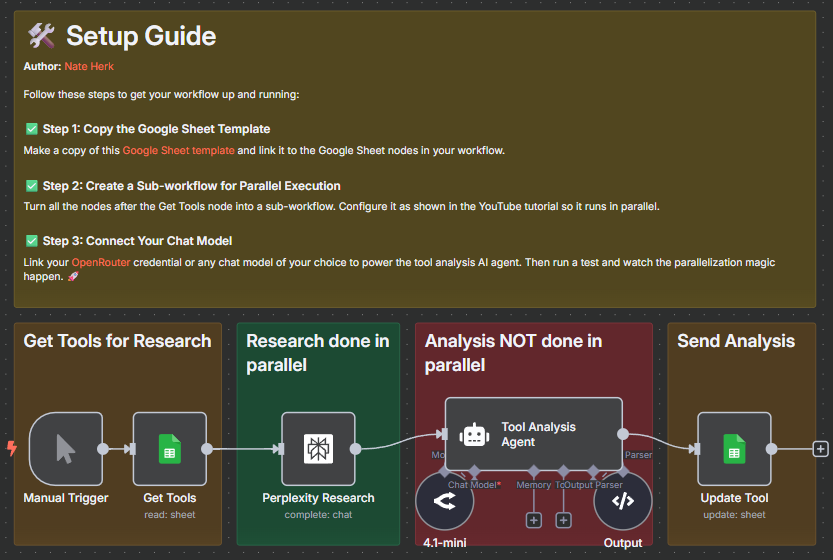 🛠️ Setup Guide
Author: Nate Herk
Follow these steps to get your workflow up and running:
✅ Step 1: Copy the Google Sheet Template
Make a copy of this Google Sheet template and link it to the Google Sheet nodes in your workflow.
✅ Step 2: Create a Sub-workflow for Parallel Execution
Turn all the nodes after the Get Tools node into a sub-workflow. Configure it as shown in the YouTube tutorial so it runs in parallel.
✅ Step 3: Connect Your Chat Model
Link your OpenRouter credential or any chat model of your choice to power the tool analysis AI agent. Then run a test and watch the parallelization magic
happen. 🚀
Get Tools for Research
Manual Trigger
Get Tools
read: sheet
Research done in
parallel
Perplexity Research
complete: chat
Analysis NOT done in
parallel
Tool Analysis
Agent
Mo
Parser
Chat Model*
Memory
To
Output Parser
4.1-mini
Output
Send Analysis
Update Tool
update: sheet